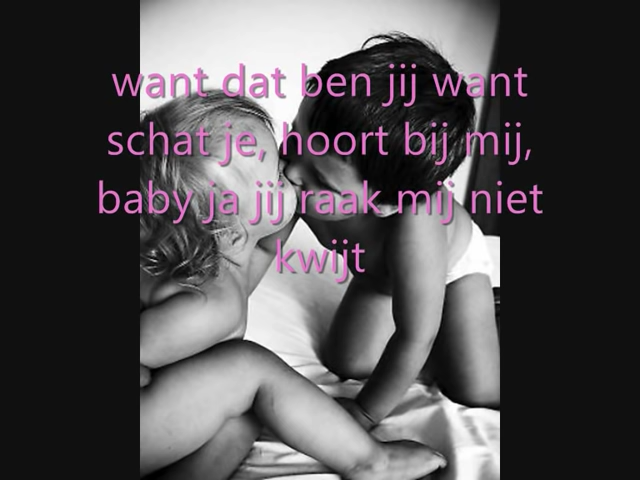 want dat ben jij want
schat je, hoort bij mij,
baby ja jij raak mij niet
kwijt